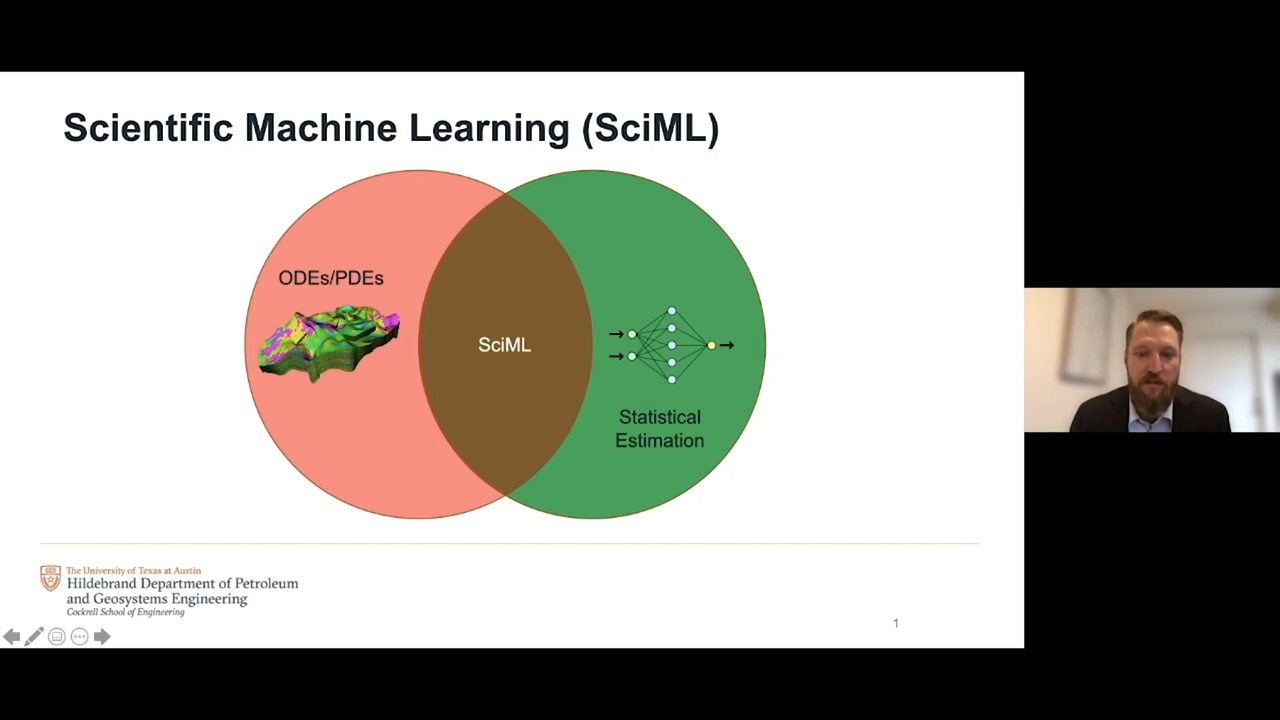 Scientific Machine Learning (SciML)
ODEs/PDEs
SciML
Statistical
Estimation
The University of Texas at Austin
Hildebrand Department of Petroleum
and Geosystems Engineering
Cockrell School of Engineering
1